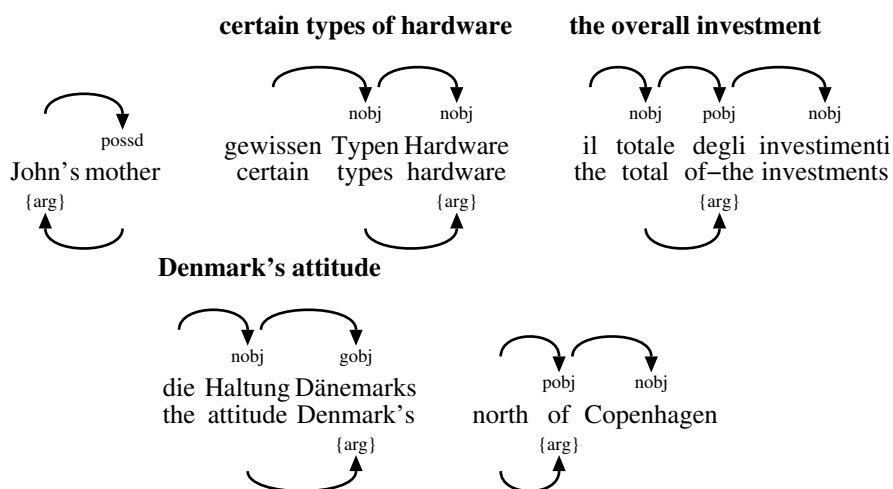 certain types of hardware
the overall investment
possd
John's mother
{arg}
nobj nobj
gewissen Typen Hardware
certain types hardware
{arg}
nobj pobj nobj
il totale degli investimenti
the total of–the investments
{arg}
Denmark's attitude
nobj gobj
die Haltung Dänemarks
the attitude Denmark's
{arg}
pobj nobj
north of Copenhagen
{arg}